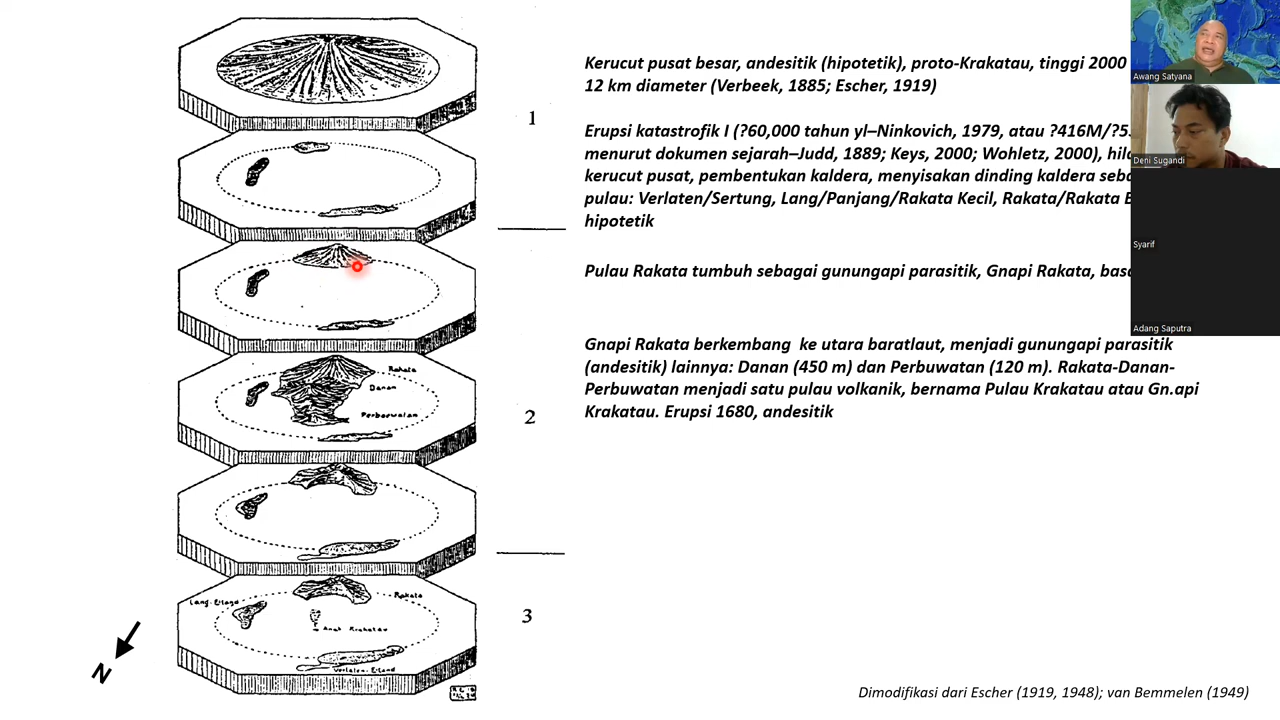 Kerucut pusat besar, andesitik (hipotetik), proto-Krakatau, tinggi 2000
12 km diameter (Verbeek, 1885; Escher, 1919)
1
Erupsi katastrofik I (?60,000 tahun yl–Ninkovich, 1979, atau ?416M/?5
menurut dokumen sejarah–Judd, 1889; Keys, 2000; Wohletz, 2000),
kerucut pusat, pembentukan kaldera, menyisakan dinding kaldera
pulau: Verlaten/Sertung, Lang/Panjang/Rakata Kecil, Rakata/Rakata
hipotetik
Pulau Rakata tumbuh sebagai gunungapi parasitik, Gnapi Rakata,
Gnapi Rakata berkembang ke utara baratlaut, menjadi gunungapi parasitik
(andesitik) lainnya: Danan (450 m) dan Perbuwatan (120 m). Rakata-Danan-
Perbuwatan menjadi satu pulau volkanik, bernama Pulau Krakatau atau Gn.api
Krakatau. Erupsi 1680, andesitik
Rakata
Danan
Perboewatan
2
Lang-Eiland
Rakata
Anak Krakatau
Verlaten-Eiland
3
N
Dimodifikasi dari Escher (1919, 1948); van Bemmelen (1949)
Awang Satyana
Deni Sugandi
Syarif
Adang Saputra